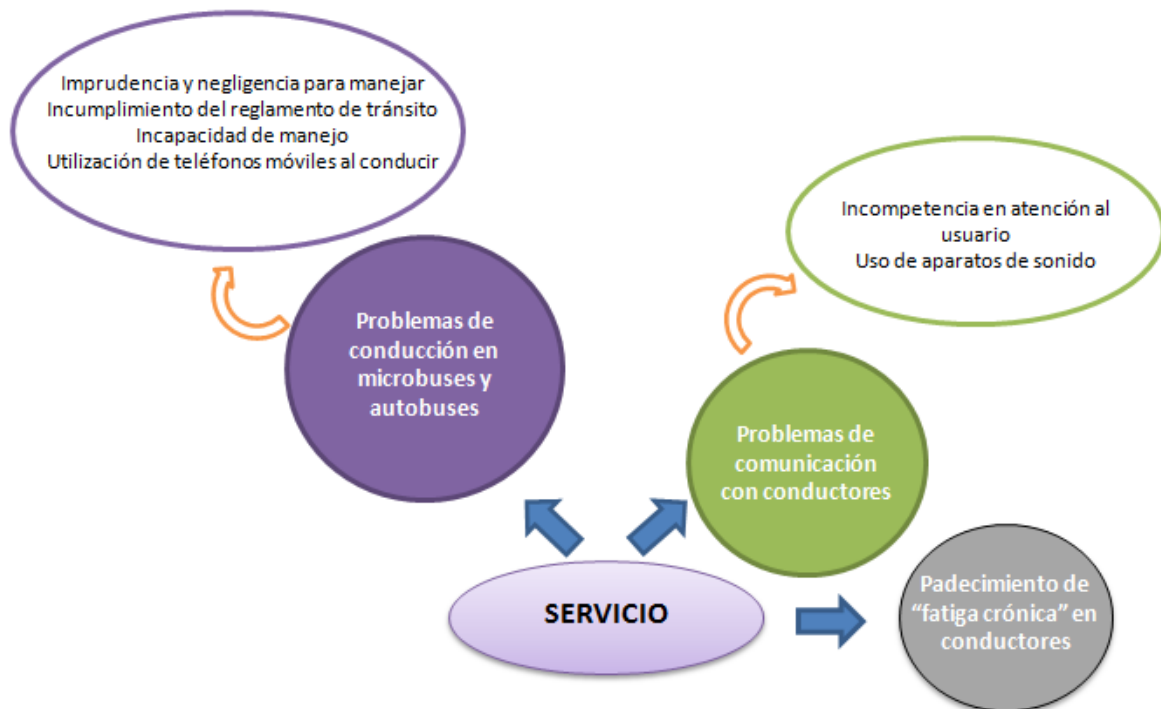 Imprudencia y negligencia para manejar
Incumplimiento del reglamento de tránsito
Incapacidad de manejo
Utilización de teléfonos móviles al conducir
Incompetencia en atención al
usuario
Uso de aparatos de sonido
Problemas de
conducción en
microbuses y
autobuses
Problemas de
comunicación
con conductores
SERVICIO
Padecimiento de
“fatiga crónica” en
conductores